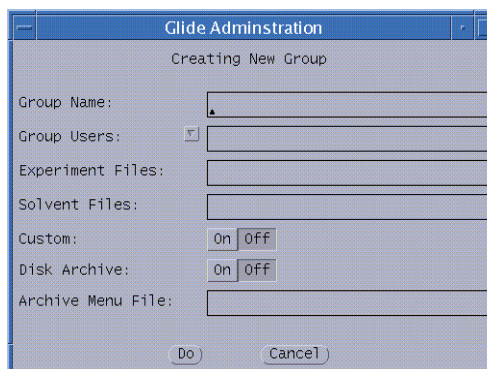 Glide Adminstration
Creating New Group
Group Name:
Group Users:
Experiment Files:
Solvent Files:
Custom: On Off
Disk Archive: On Off
Archive Menu File:
Do Cancel